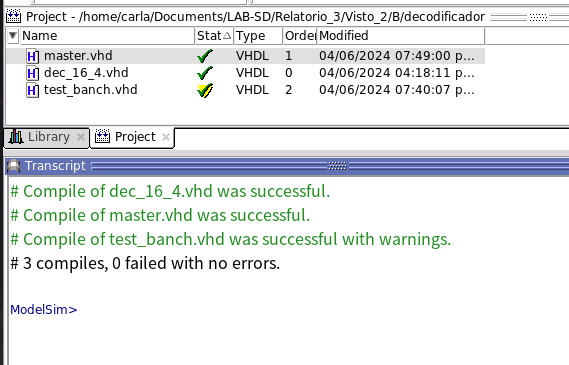 Project - /home/carla/Documents/LAB-SD/Relatorio_3/Visto_2/B/decodificador
Name Stat Type Order Modified
master.vhd VHDL 1 04/06/2024 07:49:00 p...
dec_16_4.vhd VHDL 0 04/06/2024 04:18:11 p...
test_banch.vhd VHDL 2 04/06/2024 07:40:07 p...
Library Project
Transcript
# Compile of dec_16_4.vhd was successful.
# Compile of master.vhd was successful.
# Compile of test_banch.vhd was successful with warnings.
# 3 compiles, 0 failed with no errors.
ModelSim>